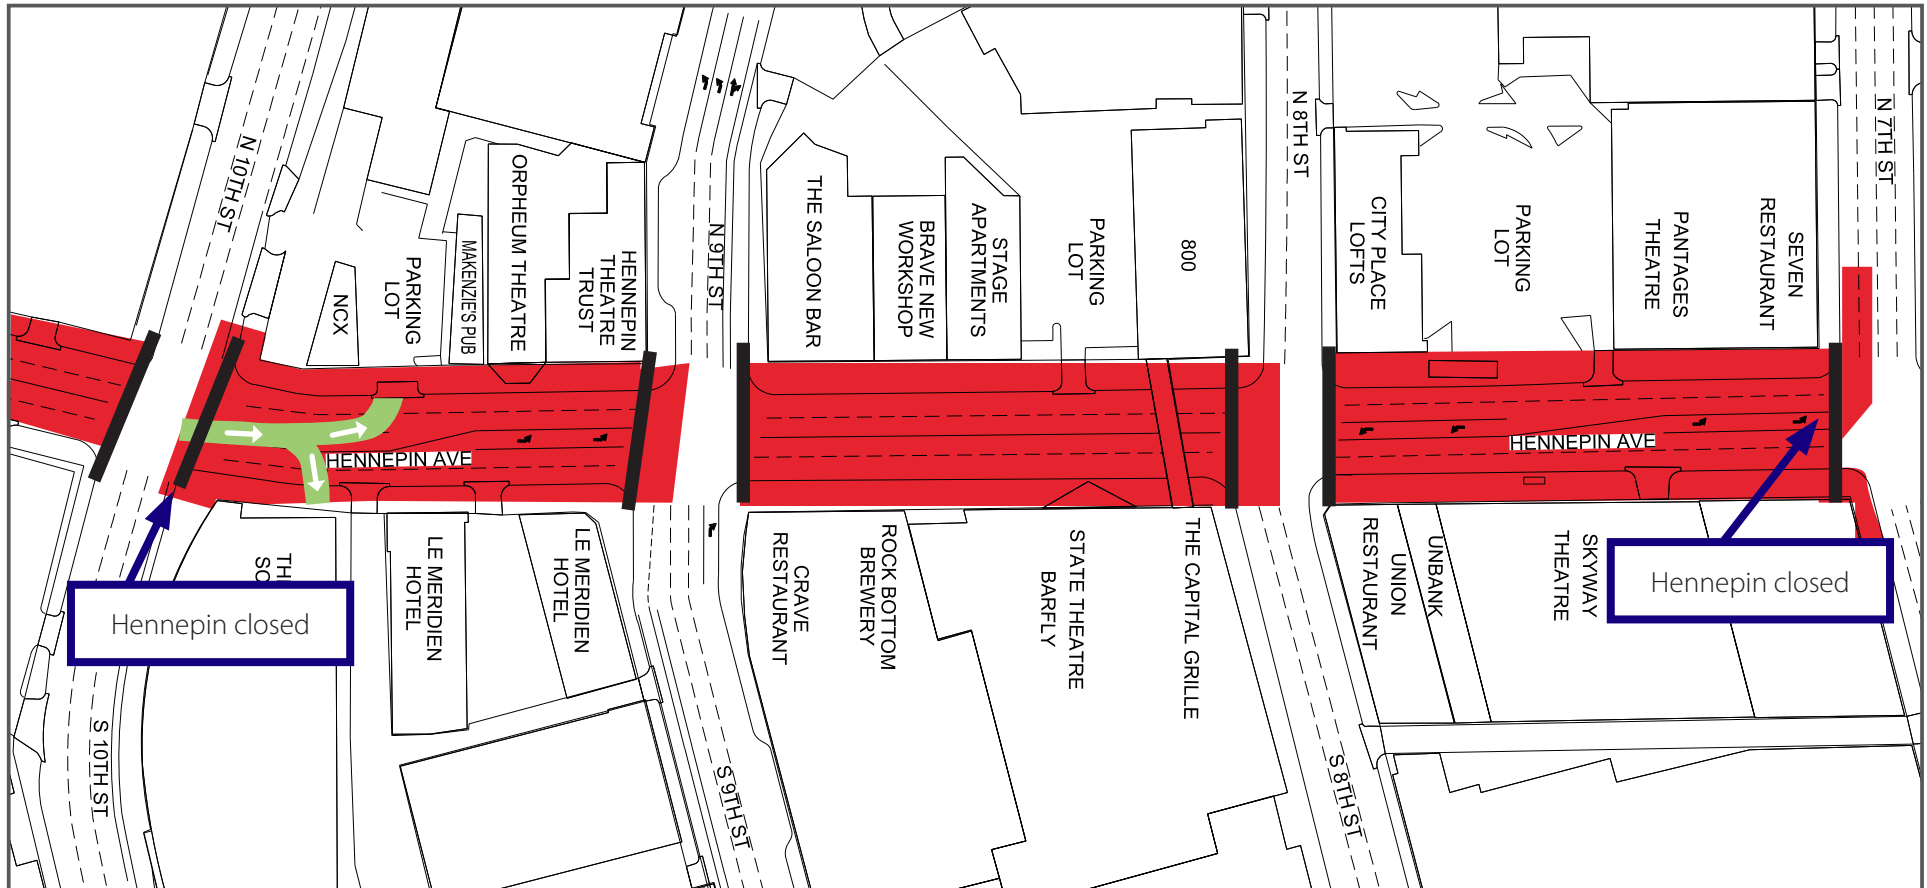 N 10TH ST
NCX
PARKING
LOT
MAKENZIE'S PUB
ORPHEUM THEATRE
HENNEPIN
THEATRE
TRUST
N 9TH ST
THE SALOON BAR
BRAVE NEW
WORKSHOP
STAGE
APARTMENTS
PARKING
LOT
800
N 8TH ST
CITY PLACE
LOFTS
PARKING
LOT
PANTAGES
THEATRE
SEVEN
RESTAURANT
N 7TH ST
HENNEPIN AVE
HENNEPIN AVE
Hennepin closed
LE MERIDIEN
HOTEL
LE MERIDIEN
HOTEL
CRAVE
RESTAURANT
ROCK BOTTOM
BREWERY
STATE THEATRE
BARFLY
THE CAPITAL GRILLE
UNION
RESTAURANT
UNBANK
SKYWAY
THEATRE
Hennepin closed
S 10TH ST
S 9TH ST
S 8TH ST